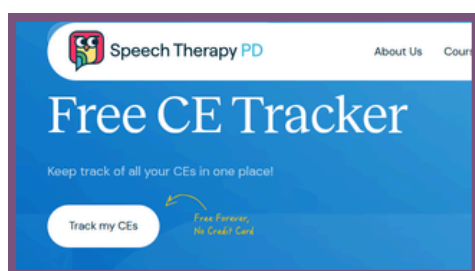 Speech Therapy PD
About Us Cour
Free CE Tracker
Keep track of all your CEs in one place!
Track my CEs
Free Forever,
No Credit Card